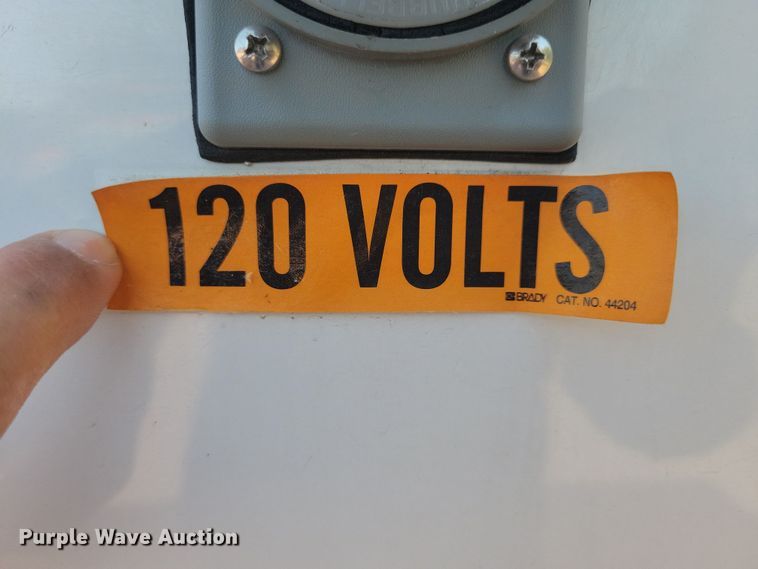 120 VOLTS
BRADY CAT. NO. 44204
Purple Wave Auction